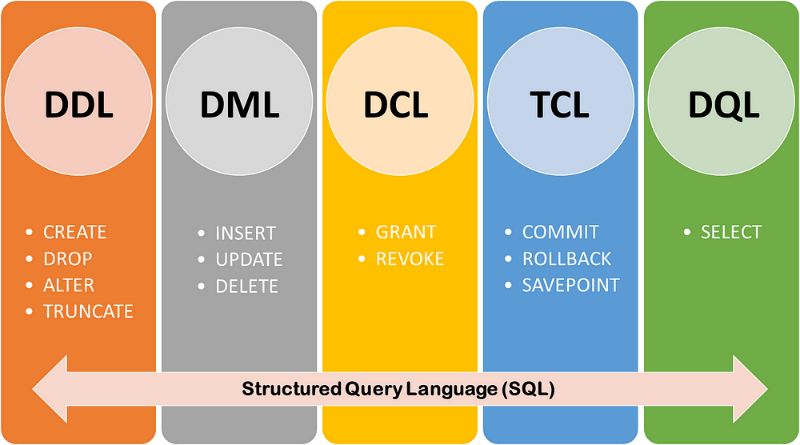 DDL
• CREATE
• DROP
• ALTER
• TRUNCATE
DML
• INSERT
• UPDATE
• DELETE
DCL
• GRANT
• REVOKE
TCL
• COMMIT
• ROLLBACK
• SAVEPOINT
DQL
• SELECT
Structured Query Language (SQL)